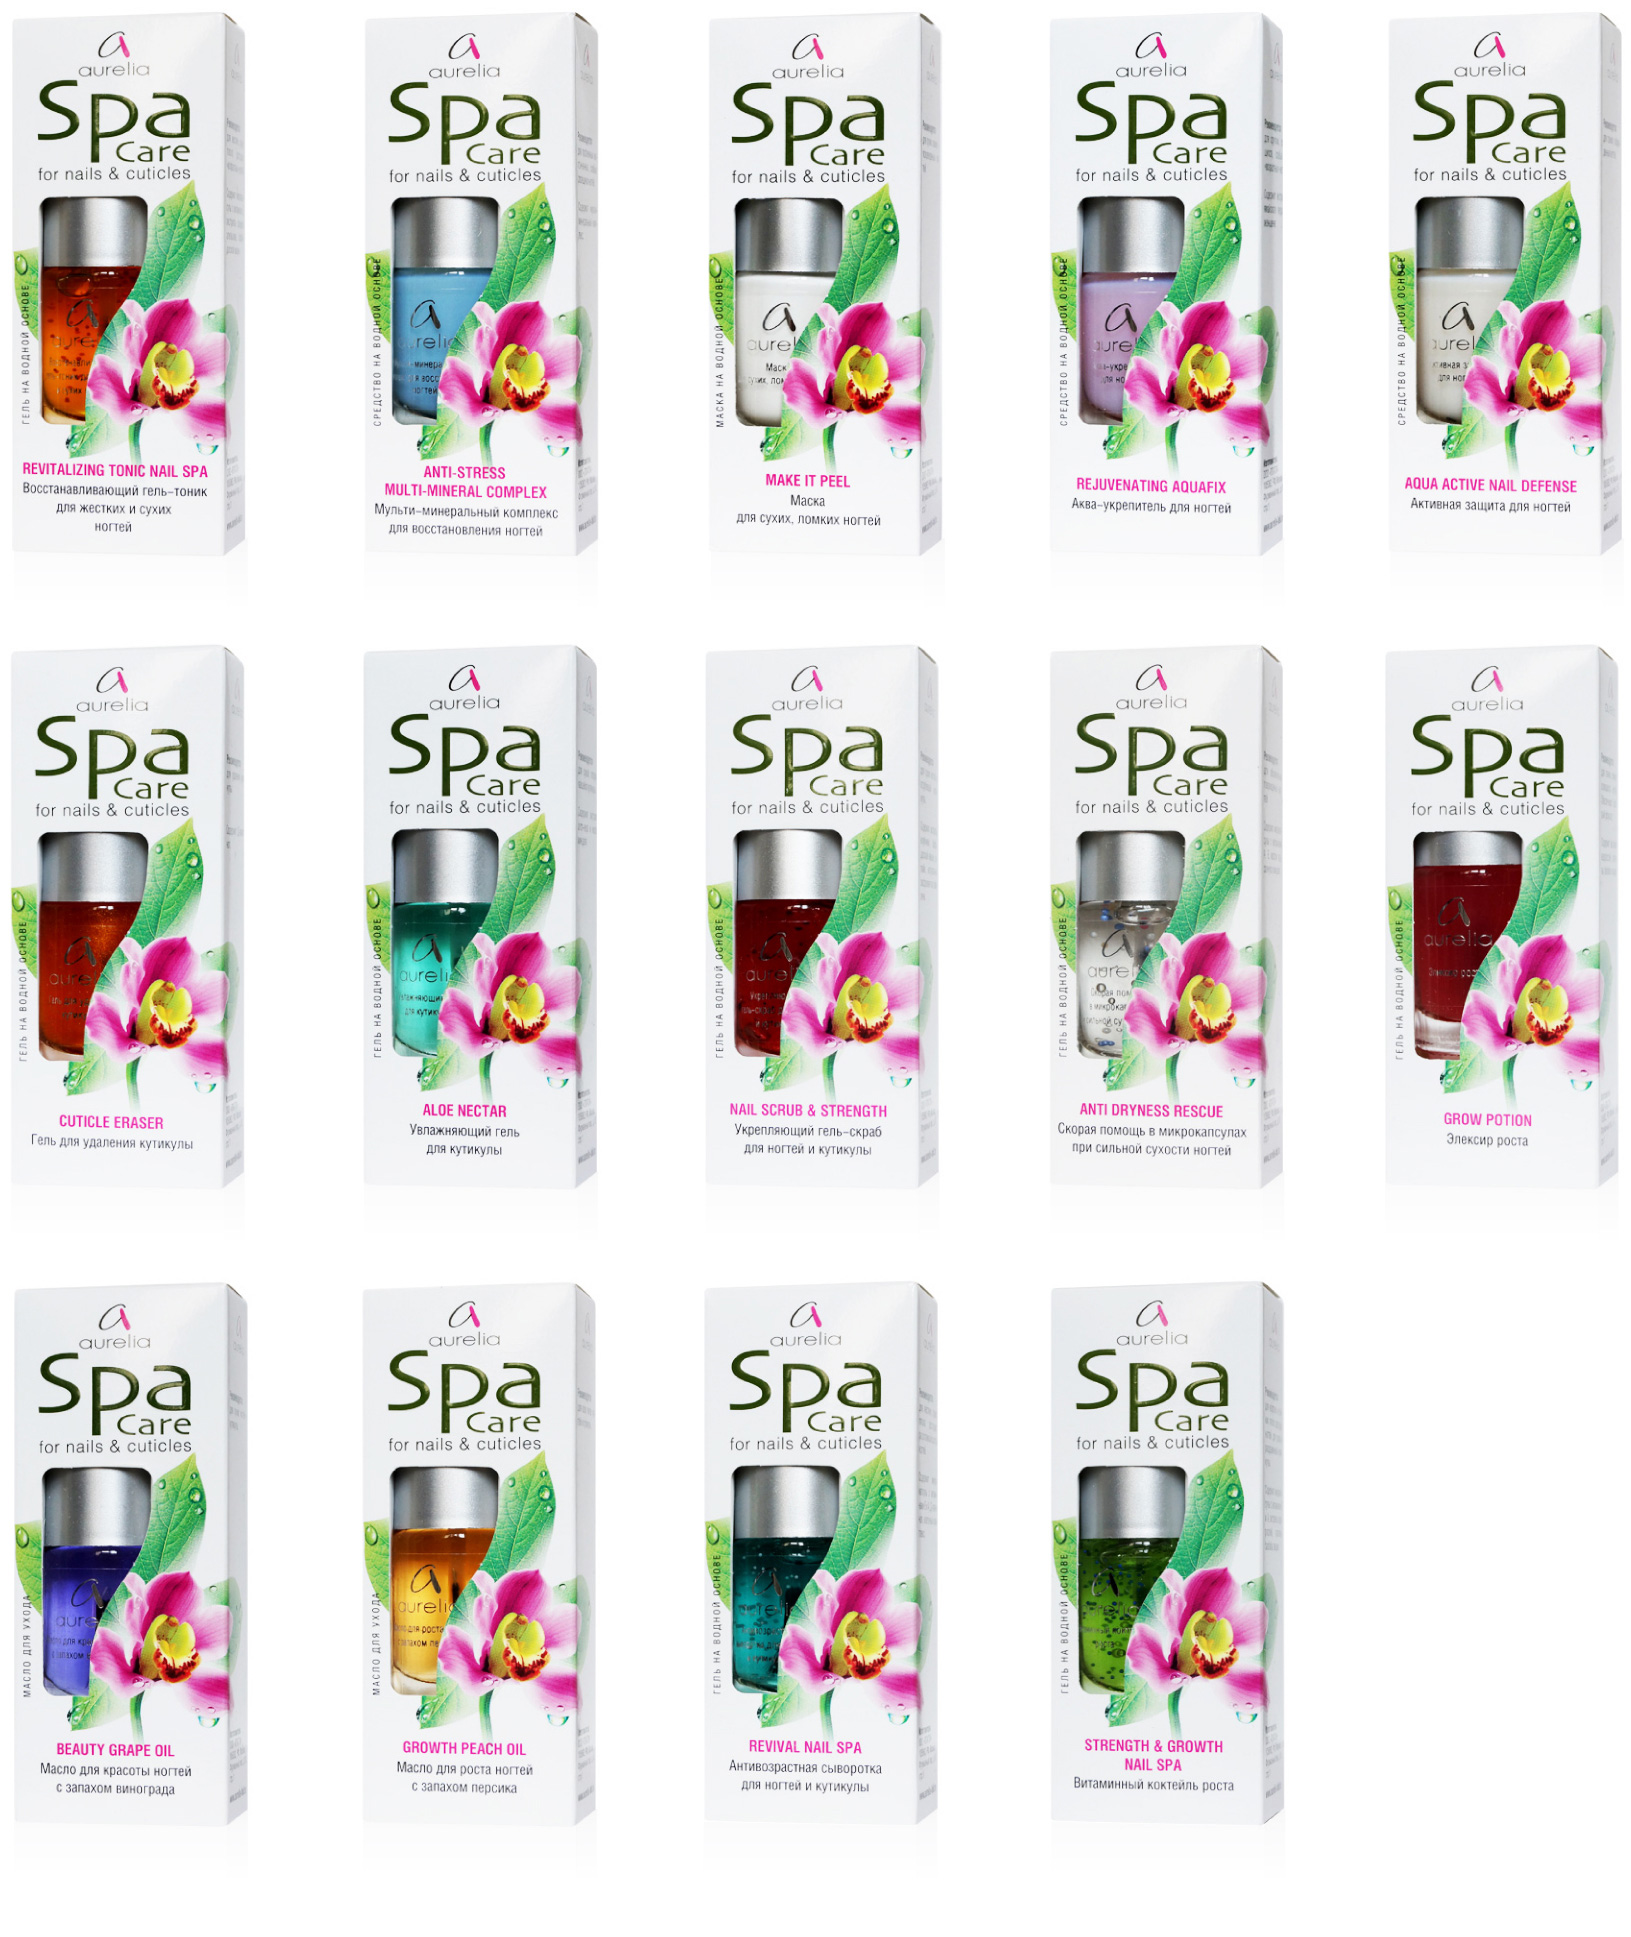 aurelia
Spa
Care
for nails & cuticles
ГЕЛЬ НА ВОДНОЙ ОСНОВЕ
aurelia
REVITALIZING TONIC NAIL SPA
Восстанавливающий гель-тоник
для жестких и сухих
ногтей
aurelia
Spa
Care
for nails & cuticles
СРЕДСТВО НА ВОДНОЙ ОСНОВЕ
ANTI-STRESS
MULTI-MINERAL COMPLEX
Мульти-минеральный комплекс
для восстановления ногтей
aurelia
Spa
Care
for nails & cuticles
МАСКА НА ВОДНОЙ ОСНОВЕ
MAKE IT PEEL
Маска
для сухих, ломких ногтей
aurelia
Spa
Care
for nails & cuticles
СРЕДСТВО НА ВОДНОЙ ОСНОВЕ
REJUVENATING AQUAFIX
Аква-укрепитель для ногтей
aurelia
Spa
Care
for nails & cuticles
СРЕДСТВО НА ВОДНОЙ ОСНОВЕ
AQUA ACTIVE NAIL DEFENSE
Активная защита для ногтей
aurelia
Spa
Care
for nails & cuticles
ГЕЛЬ НА ВОДНОЙ ОСНОВЕ
CUTICLE ERASER
Гель для удаления кутикулы
aurelia
Spa
Care
for nails & cuticles
ГЕЛЬ НА ВОДНОЙ ОСНОВЕ
ALOE NECTAR
Увлажняющий гель
для кутикулы
aurelia
Spa
Care
for nails & cuticles
ГЕЛЬ НА ВОДНОЙ ОСНОВЕ
NAIL SCRUB & STRENGTH
Укрепляющий гель-скраб
для ногтей и кутикулы
aurelia
Spa
Care
for nails & cuticles
ГЕЛЬ НА ВОДНОЙ ОСНОВЕ
ANTI DRYNESS RESCUE
Скорая помощь в микрокапсулах
при сильной сухости ногтей
aurelia
Spa
Care
for nails & cuticles
ГЕЛЬ НА ВОДНОЙ ОСНОВЕ
aurelia
GROW POTION
Элексир роста
aurelia
Spa
Care
for nails & cuticles
МАСЛО ДЛЯ УХОДА
BEAUTY GRAPE OIL
Масло для красоты ногтей
с запахом винограда
aurelia
Spa
Care
for nails & cuticles
МАСЛО ДЛЯ УХОДА
GROWTH PEACH OIL
Масло для роста ногтей
с запахом персика
aurelia
Spa
Care
for nails & cuticles
ГЕЛЬ НА ВОДНОЙ ОСНОВЕ
REVIVAL NAIL SPA
Антивозрастная сыворотка
для ногтей и кутикулы
aurelia
Spa
Care
for nails & cuticles
ГЕЛЬ НА ВОДНОЙ ОСНОВЕ
STRENGTH & GROWTH
NAIL SPA
Витаминный коктейль роста